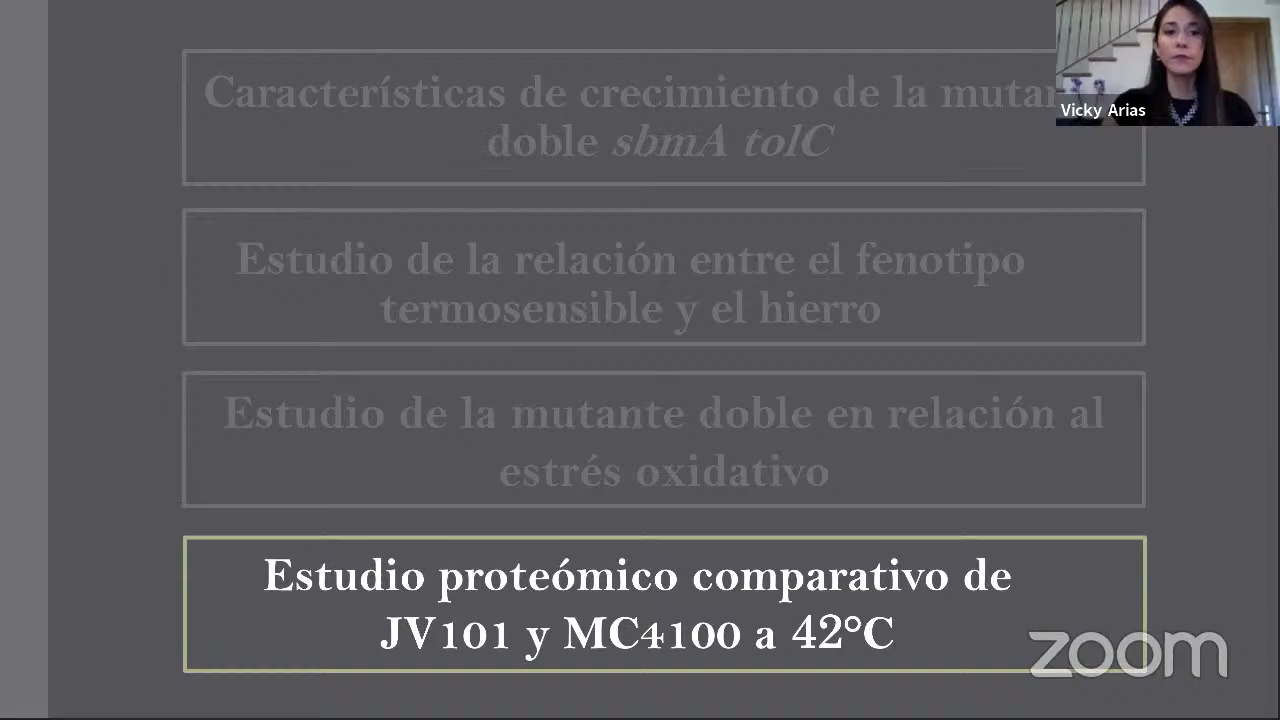 Características de crecimiento de la mutan
doble sbmA tolC
Vicky Arias
Estudio de la relación entre el fenotipo
termosensible y el hierro
Estudio de la mutante doble en relación al
estrés oxidativo
Estudio proteómico comparativo de
JV101 y MC4100 a 42°C
zoom